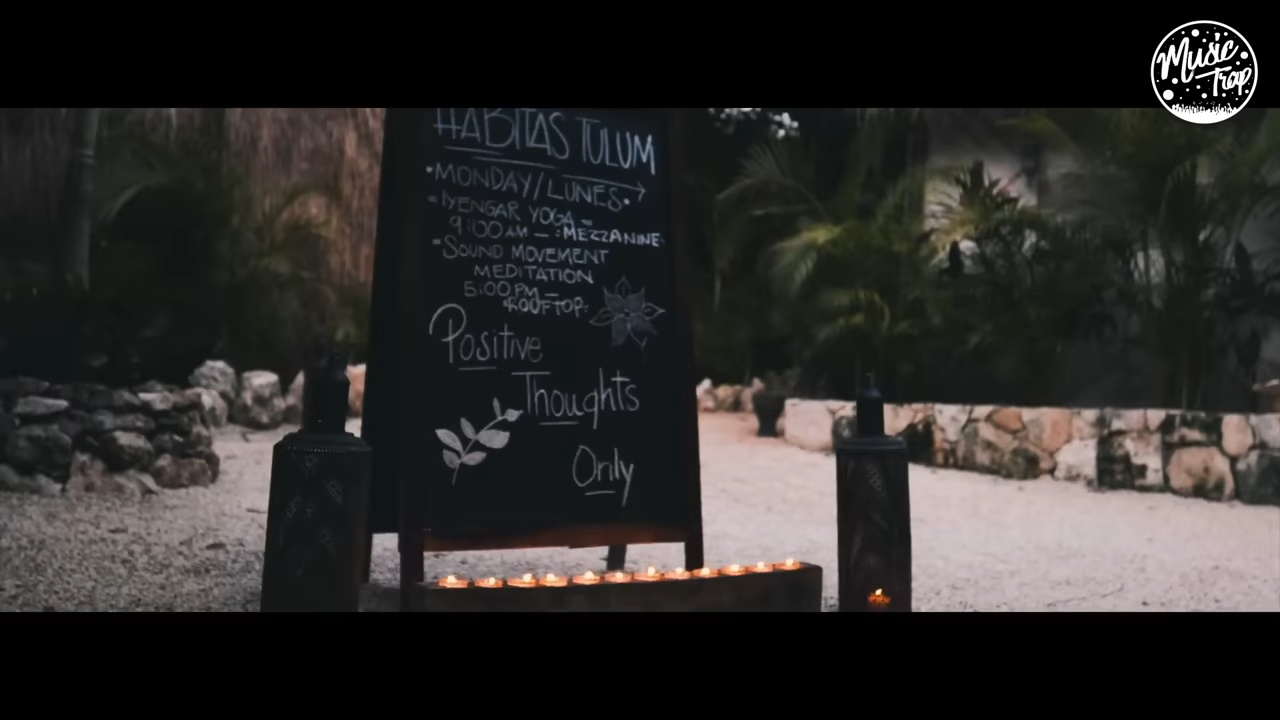 Music
Trap
HABITAS TULUM
•MONDAY/LUNES•→
-IYENGAR YOGA -
9:00 AM - :MEZZANINE:
-SOUND MOVEMENT
MEDITATION
5:00 PM -
:ROOFTOP:
Positive
Thoughts
Only